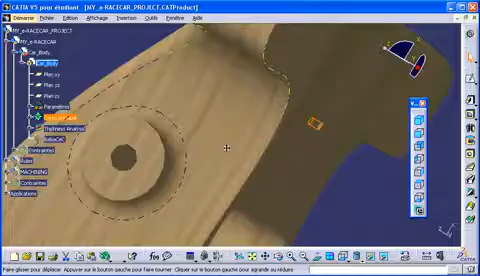 CATIA V5 pour étudiant - [MY_e-RACECAR_PROJECT.CATProduct]
Démarrer Fichier Edition Affichage Insertion Outils Fenêtre Aide
MY_e-RACECAR_PROJECT
MY_e-RACECAR
Car_Body
Car_Body
Plan xy
Plan yz
Plan zx
Paramètres
Thickness Analysis
Contraintes
Rules
MACHINING
Contraintes
Applications
Faire glisser pour déplacer. Appuyer sur le bouton gauche pour faire tourner. Cliquer sur le bouton gauche pour agrandir ou réduire